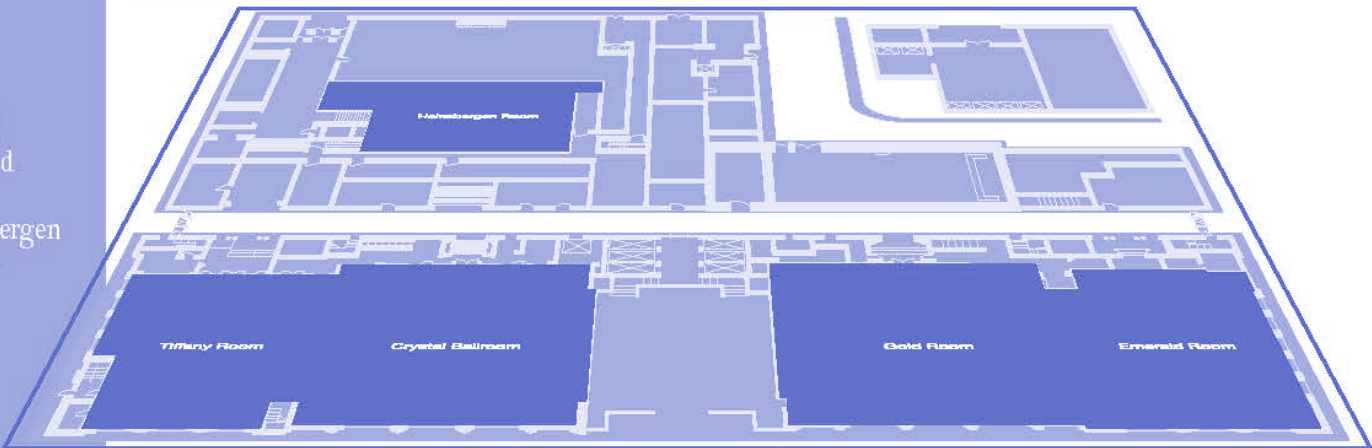 d
ergen
Heinsbergen Room
Tiffany Room
Crystal Ballroom
Gold Room
Emerald Room